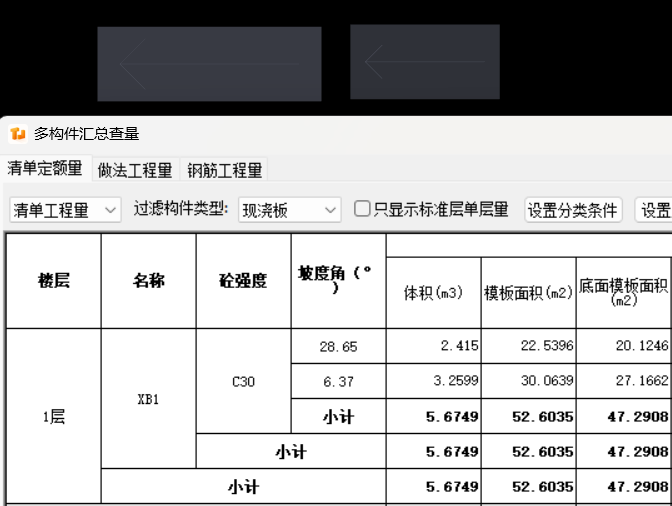 多构件汇总查量
清单定额量 做法工程量 钢筋工程量
清单工程量 过滤构件类型: 现浇板 只显示标准层单层量 设置分类条件 设置
楼层 名称 砼强度 坡度角（°） 体积(m3) 模板面积(m2) 底面模板面积(m2)
1层 XB1 C30 28.65 2.415 22.5396 20.1246
6.37 3.2599 30.0639 27.1662
小计 5.6749 52.6035 47.2908
小计 5.6749 52.6035 47.2908
小计 5.6749 52.6035 47.2908